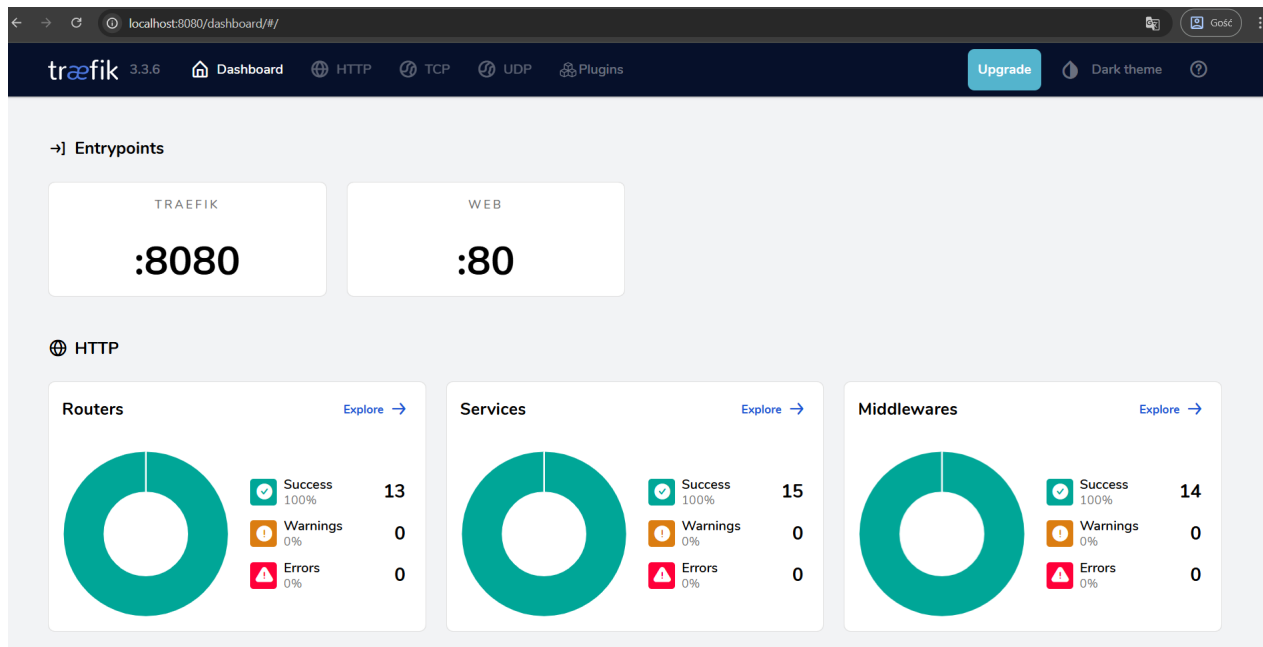 localhost:8080/dashboard/#/ Gość
træfik 3.3.6 Dashboard HTTP TCP UDP Plugins Upgrade Dark theme
Entrypoints
TRAEFIK
:8080
WEB
:80
HTTP
Routers Explore
Success 13
100%
Warnings 0
0%
Errors 0
0%
Services Explore
Success 15
100%
Warnings 0
0%
Errors 0
0%
Middlewares Explore
Success 14
100%
Warnings 0
0%
Errors 0
0%